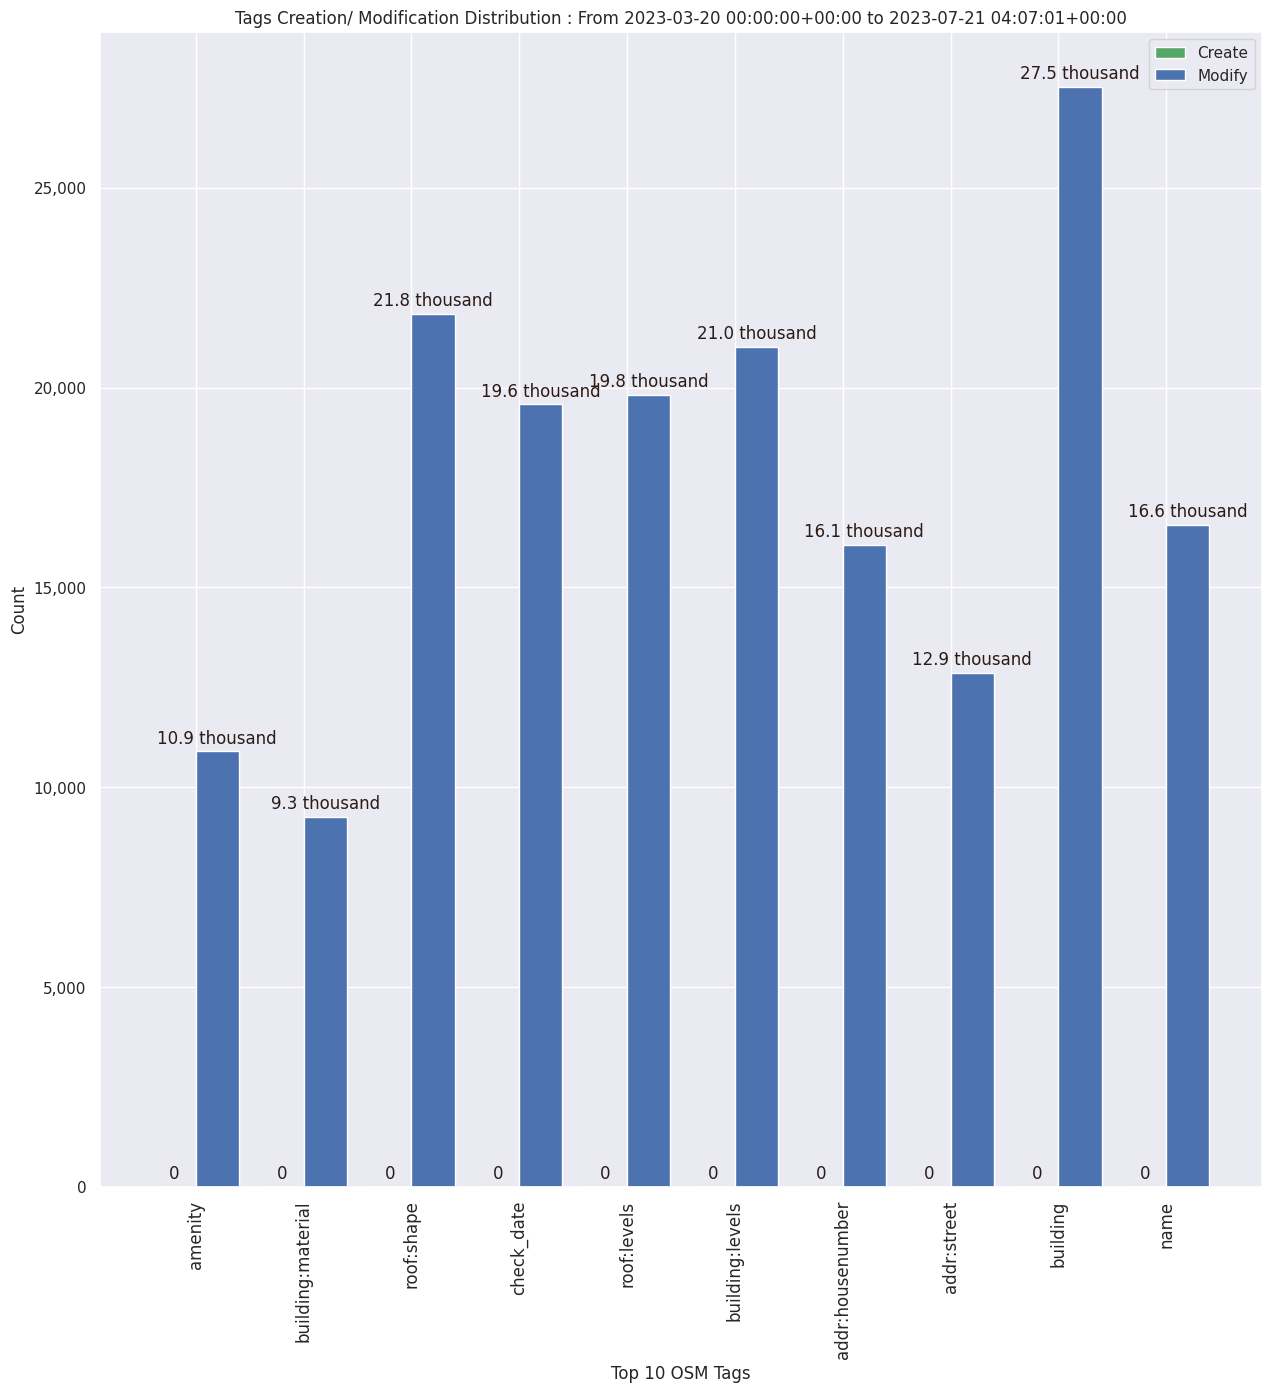 Tags Creation/ Modification Distribution : From 2023-03-20 00:00:00+00:00 to 2023-07-21 04:07:01+00:00
Create
Modify
27.5 thousand
25,000
21.8 thousand
21.0 thousand
19.6 thousand
19.8 thousand
20,000
16.6 thousand
16.1 thousand
15,000
12.9 thousand
10.9 thousand
10,000
9.3 thousand
5,000
0
0
0
0
0
0
0
0
0
0
0
Count
amenity
building:material
roof:shape
check_date
roof:levels
building:levels
addr:housenumber
addr:street
building
name
Top 10 OSM Tags